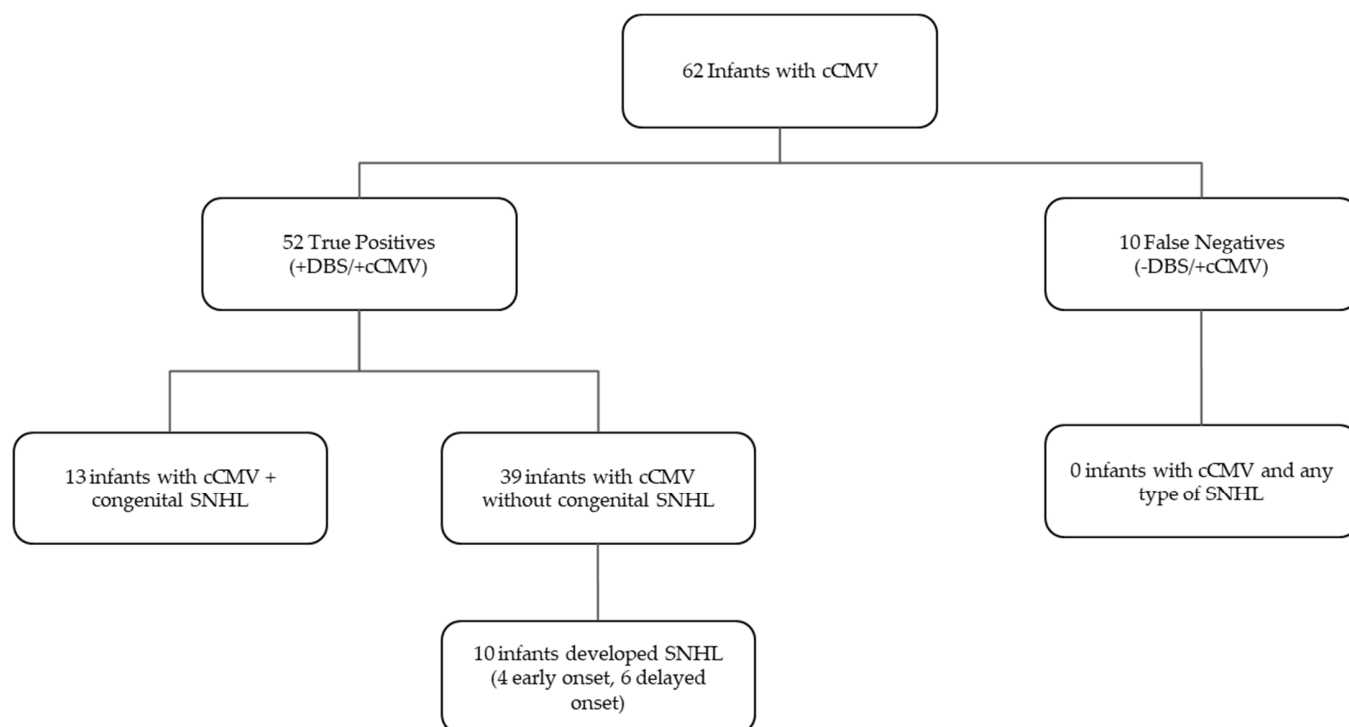 62 Infants with cCMV
52 True Positives
(+DBS/+cCMV)
10 False Negatives
(-DBS/+cCMV)
13 infants with cCMV +
congenital SNHL
39 infants with cCMV
without congenital SNHL
0 infants with cCMV and any
type of SNHL
10 infants developed SNHL
(4 early onset, 6 delayed
onset)